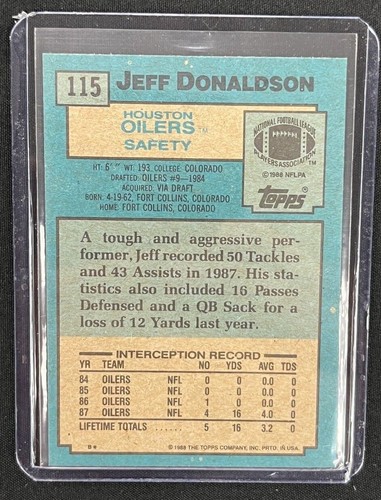 115 JEFF DONALDSON
HOUSTON
OILERS TM
SAFETY
HT: 6' " WT: 193 COLLEGE: COLORADO
DRAFTED: OILERS #9—1984
ACQUIRED: VIA DRAFT
BORN: 4-19-62, FORT COLLINS, COLORADO
HOME: FORT COLLINS, COLORADO
NATIONAL FOOTBALL LEAGUE
PLAYERS ASSOCIATION
TM
© 1986 NFLPA
Topps
A tough and aggressive per-
former, Jeff recorded 50 Tackles
and 43 Assists in 1987. His sta-
tistics also included 16 Passes
Defensed and a QB Sack for a
loss of 12 Yards last year.
INTERCEPTION RECORD
YR TEAM NO YDS AVG TDS
84 OILERS NFL 0 0 0 0
85 OILERS NFL 0 0 0 0
86 OILERS NFL 1 0 0 0
87 OILERS NFL 4 16 4.0 0
LIFETIME TOTALS ...... 5 16 3.2 0
B* © 1988 THE TOPPS COMPANY, INC. PRTD. IN U.S.A.